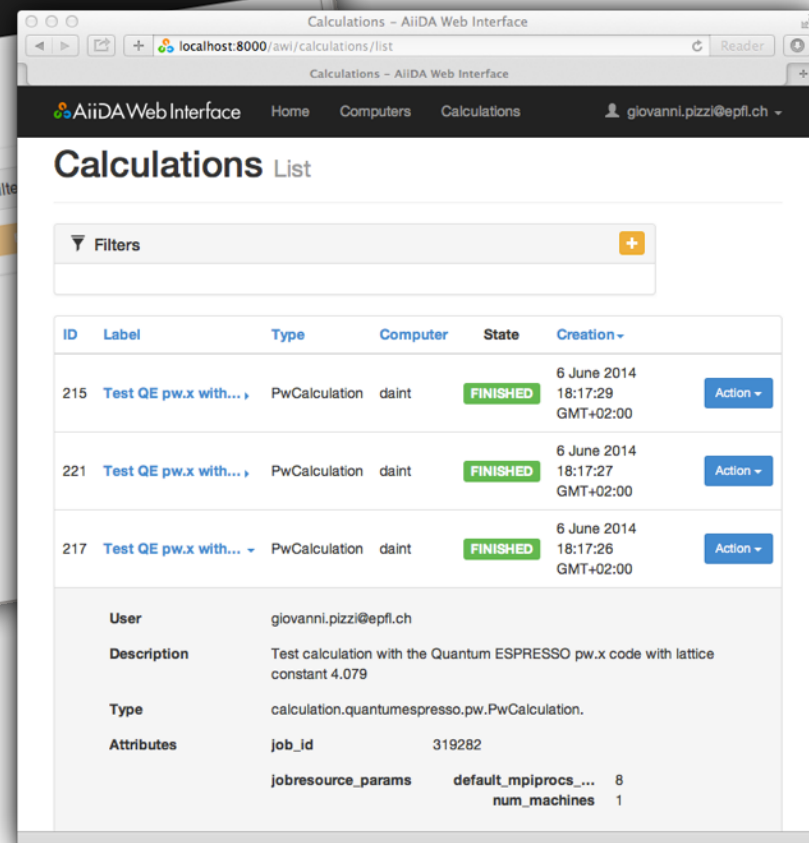 Calculations – AiiDA Web Interface
localhost:8000/awi/calculations/list
Reader
Calculations – AiiDA Web Interface
AiiDA Web Interface Home Computers Calculations giovanni.pizzi@epfl.ch
Calculations List
Filters
ID Label Type Computer State Creation
215 Test QE pw.x with... PwCalculation daint FINISHED 6 June 2014 18:17:29 GMT+02:00 Action
221 Test QE pw.x with... PwCalculation daint FINISHED 6 June 2014 18:17:27 GMT+02:00 Action
217 Test QE pw.x with... PwCalculation daint FINISHED 6 June 2014 18:17:26 GMT+02:00 Action
User giovanni.pizzi@epfl.ch
Description Test calculation with the Quantum ESPRESSO pw.x code with lattice
constant 4.079
Type calculation.quantumespresso.pw.PwCalculation.
Attributes job_id 319282
jobresource_params default_mpiprocs_... 8
num_machines 1